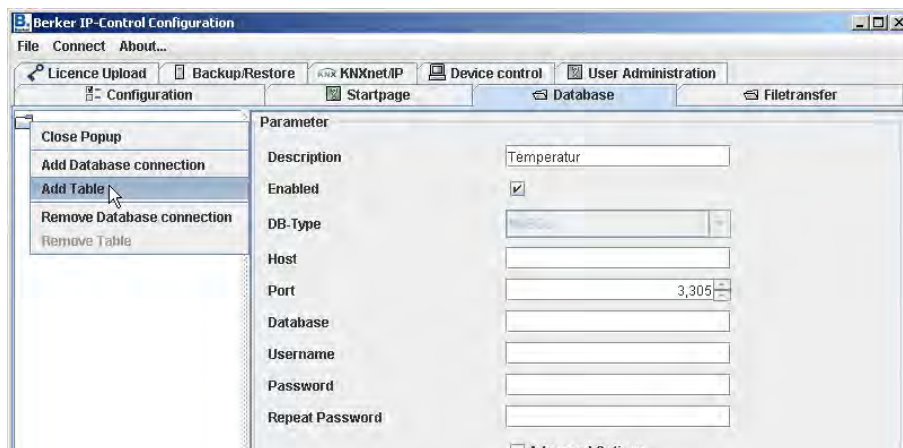 Berker IP-Control Configuration
File Connect About...
Licence Upload Backup/Restore KNX KNXnet/IP Device control User Administration
Configuration Startpage Database Filetransfer
Close Popup
Add Database connection
Add Table
Remove Database connection
Remove Table
Parameter
Description Temperatur
Enabled
DB-Type
Host
Port 3,305
Database
Username
Password
Repeat Password